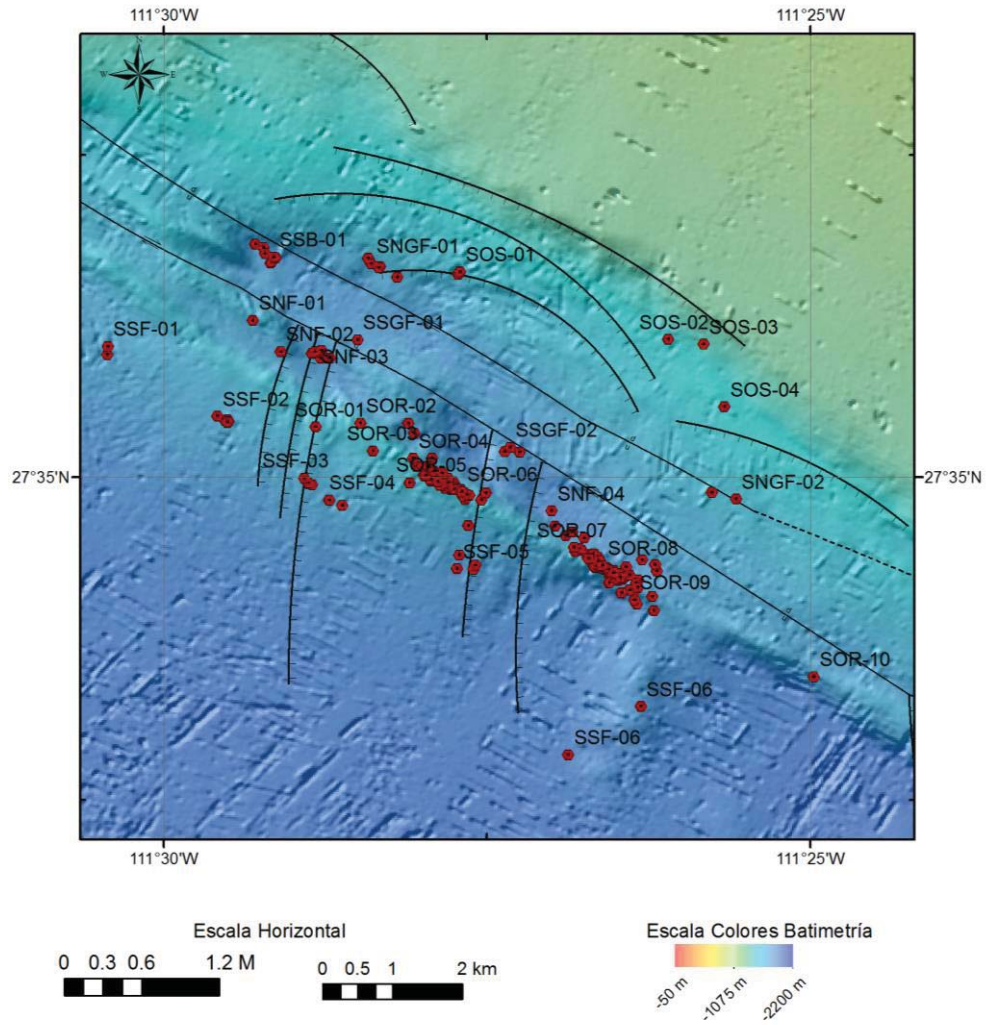 111°30'W 111°25'W
N
W E
SSB-01
SNGF-01
SOS-01
SNF-01
SSGF-01
SOS-02
SOS-03
SSF-01
SNF-02
SNF-03
SOS-04
SSF-02
SOR-01
SOR-02
SOR-03
SOR-04
SSGF-02
27°35'N 27°35'N
SSF-03
SOR-05
SOR-06
SNGF-02
SSF-04
SNF-04
SOR-07
SSF-05
SOR-08
SOR-09
SOR-10
SSF-06
SSF-06
111°30'W 111°25'W
Escala Horizontal
0 0.3 0.6 1.2 M
0 0.5 1 2 km
Escala Colores Batimetría
-50 m
-1075 m
-2200 m